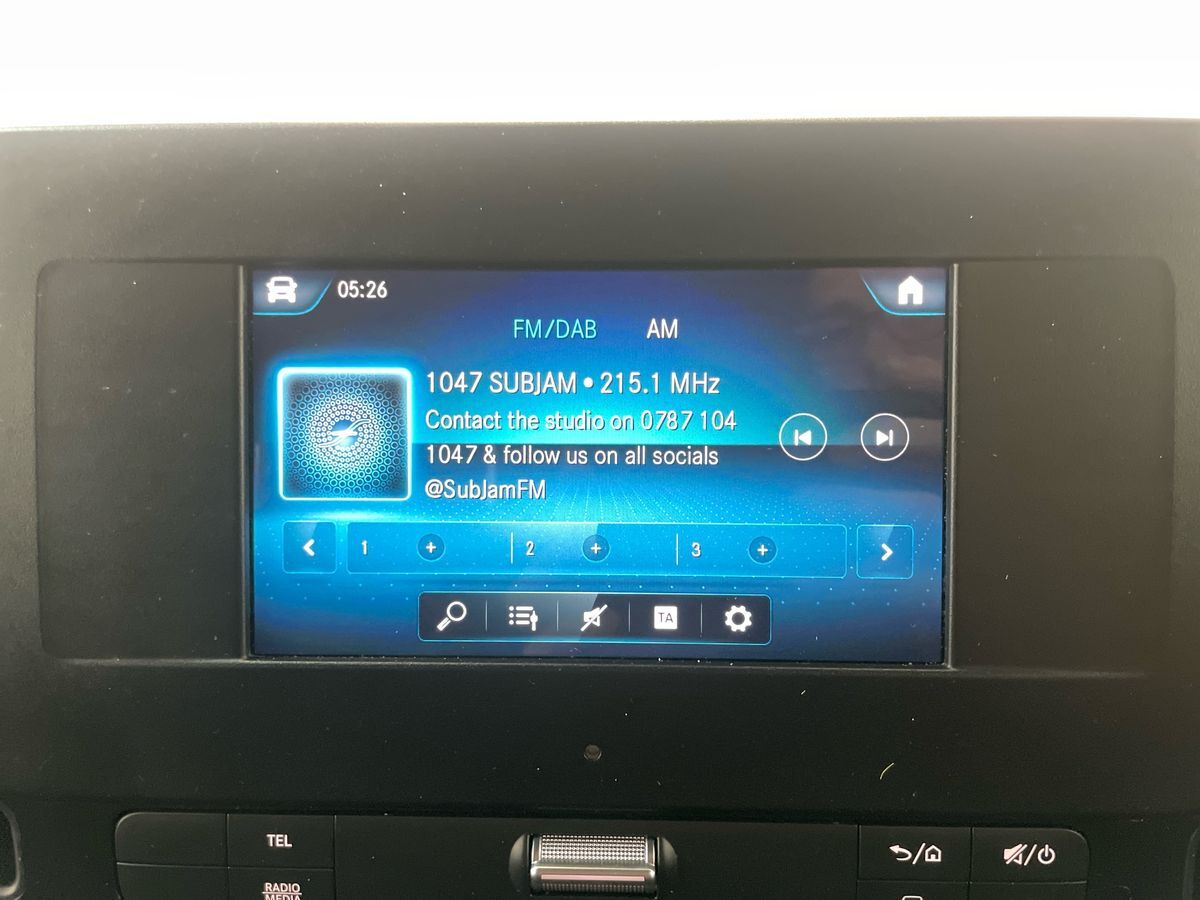 05:26
FM/DAB AM
1047 SUBJAM • 215.1 MHz
Contact the studio on 0787 104
1047 & follow us on all socials
@SubJamFM
1 + 2 + 3 +
TA
TEL
RADIO
MEDIA